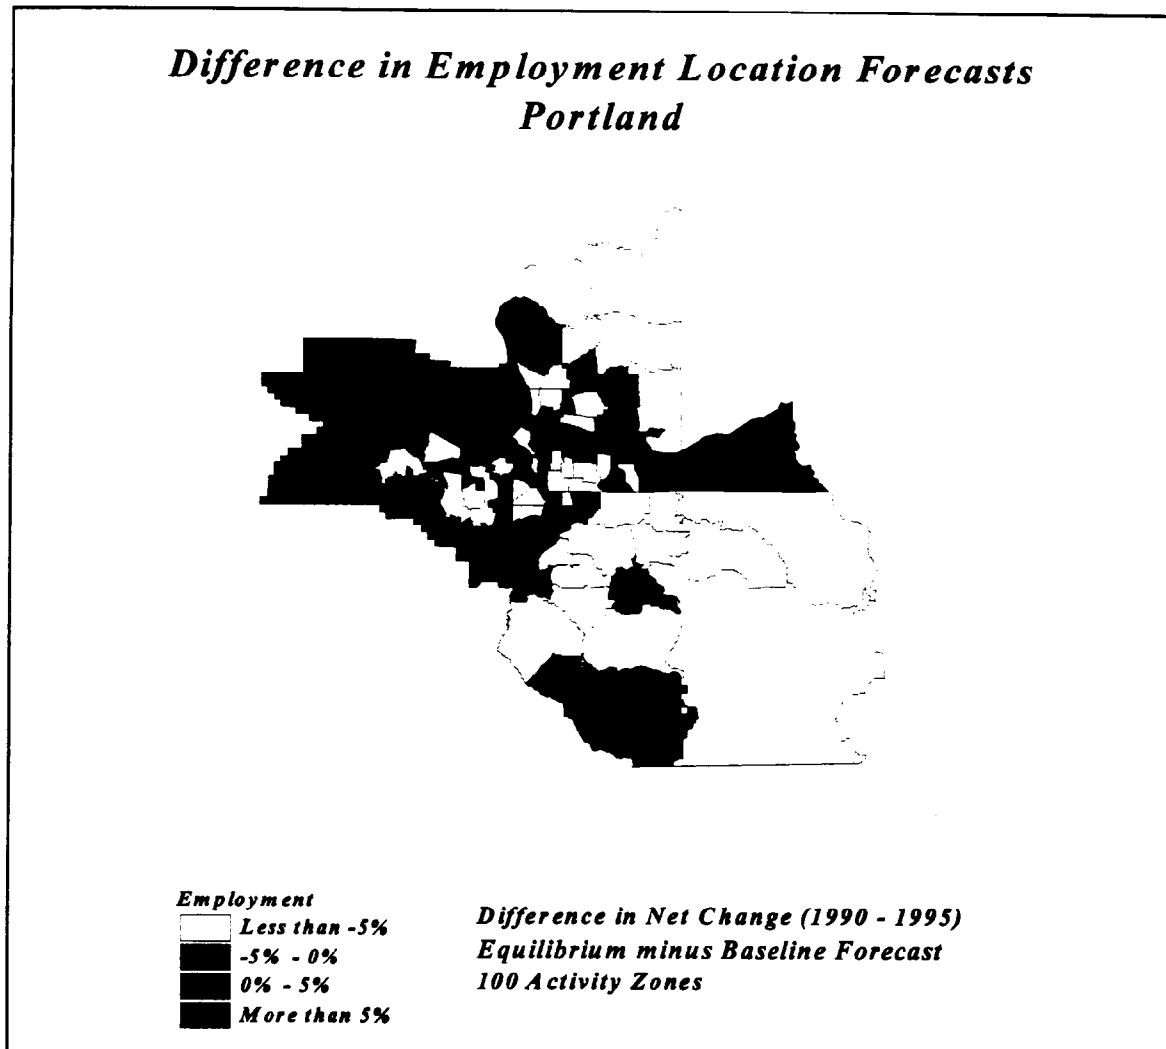 Difference in Employment Location Forecasts
Portland
Employment
Less than -5%
-5% - 0%
0% - 5%
More than 5%
Difference in Net Change (1990 - 1995)
Equilibrium minus Baseline Forecast
100 Activity Zones